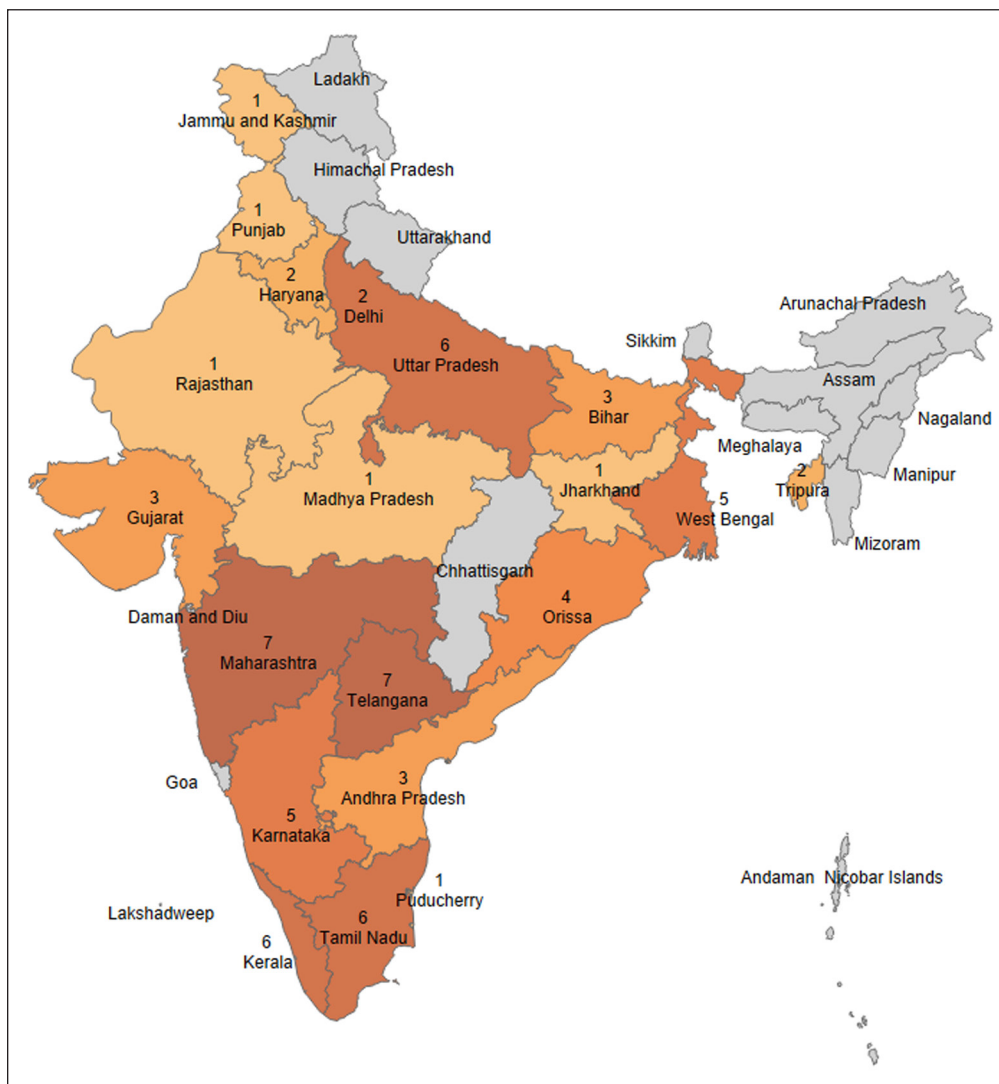 Ladakh
1
Jammu and Kashmir
Himachal Pradesh
1
Punjab
Uttarakhand
2
Haryana
2
Delhi
Arunachal Pradesh
Sikkim
6
Uttar Pradesh
1
Rajasthan
Assam
3
Bihar
Nagaland
Meghalaya
Manipur
1
Madhya Pradesh
1
Jharkhand
2
Tripura
5
West Bengal
3
Gujarat
Mizoram
Chhattisgarh
4
Orissa
Daman and Diu
7
Maharashtra
7
Telangana
Goa
3
Andhra Pradesh
5
Karnataka
Andaman Nicobar Islands
1
Puducherry
Lakshadweep
6
Tamil Nadu
6
Kerala